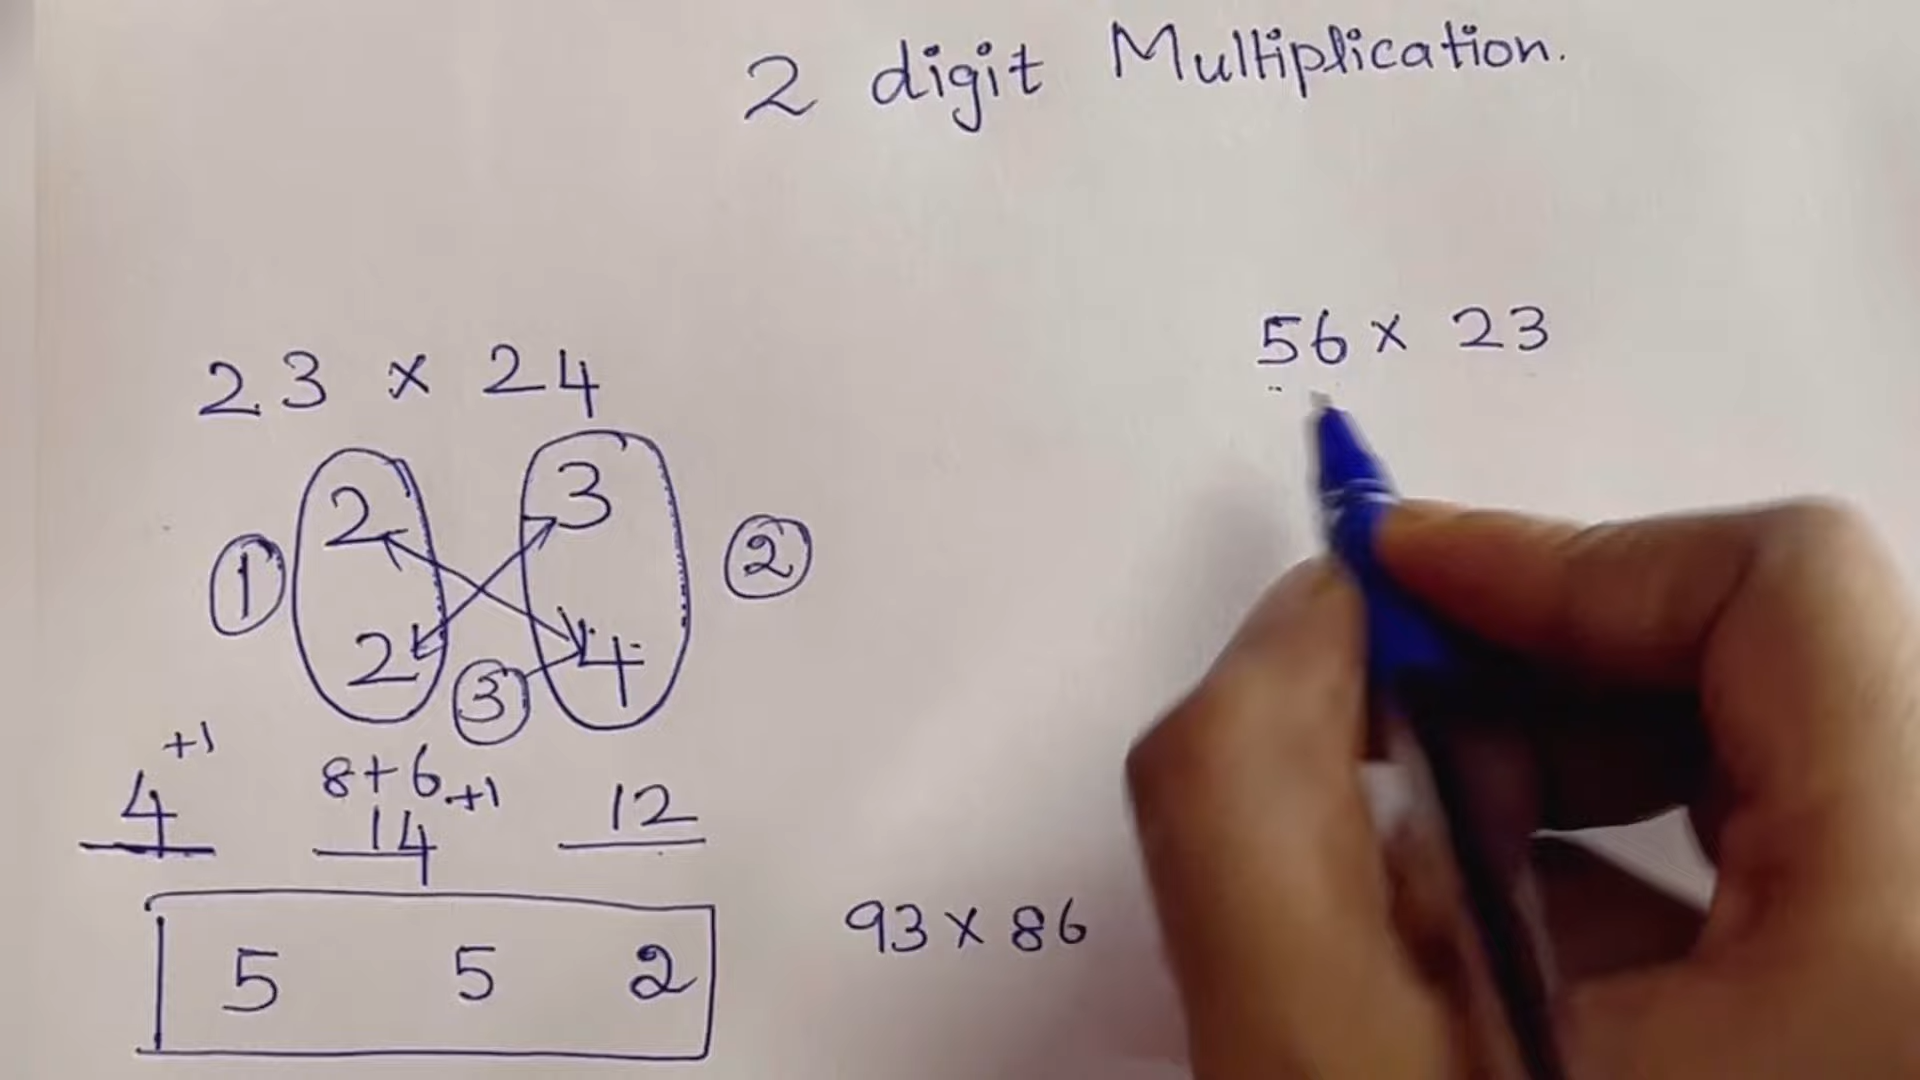 2 digit Multiplication.
56 x 23
23 x 24
2 3
1 2
2 4
3
+1
8+6 +1
4 14 12
5 5 2
93 x 86